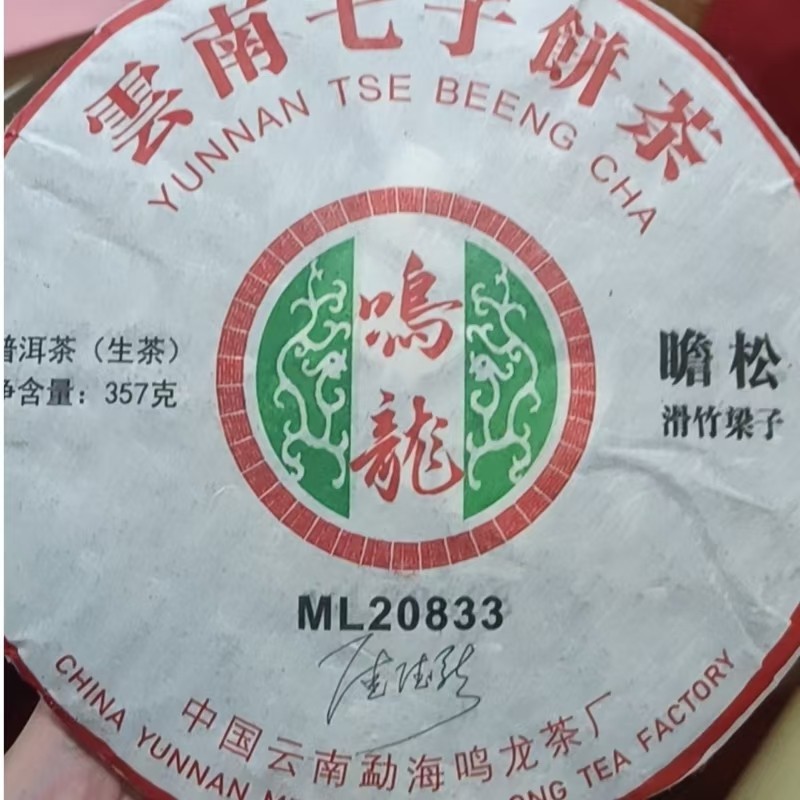 雲南七子餅茶
YUNNAN TSE BEENG CHA
鳴龍
普洱茶（生茶）
净含量：357克
瞻松
滑竹梁子
ML20833
中国云南勐海鸣龙茶厂
CHINA YUNNAN TEA FACTORY